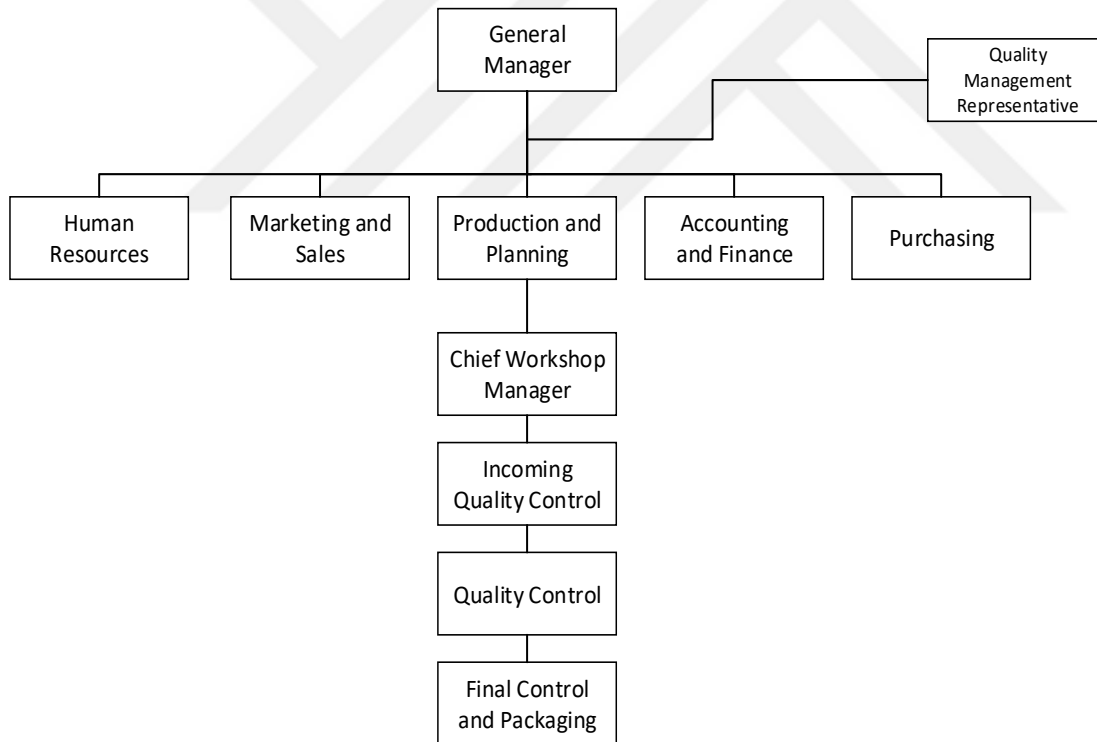 General
Manager
Quality
Management
Representative
Human
Resources
Marketing and
Sales
Production and
Planning
Accounting
and Finance
Purchasing
Chief Workshop
Manager
Incoming
Quality Control
Quality Control
Final Control
and Packaging